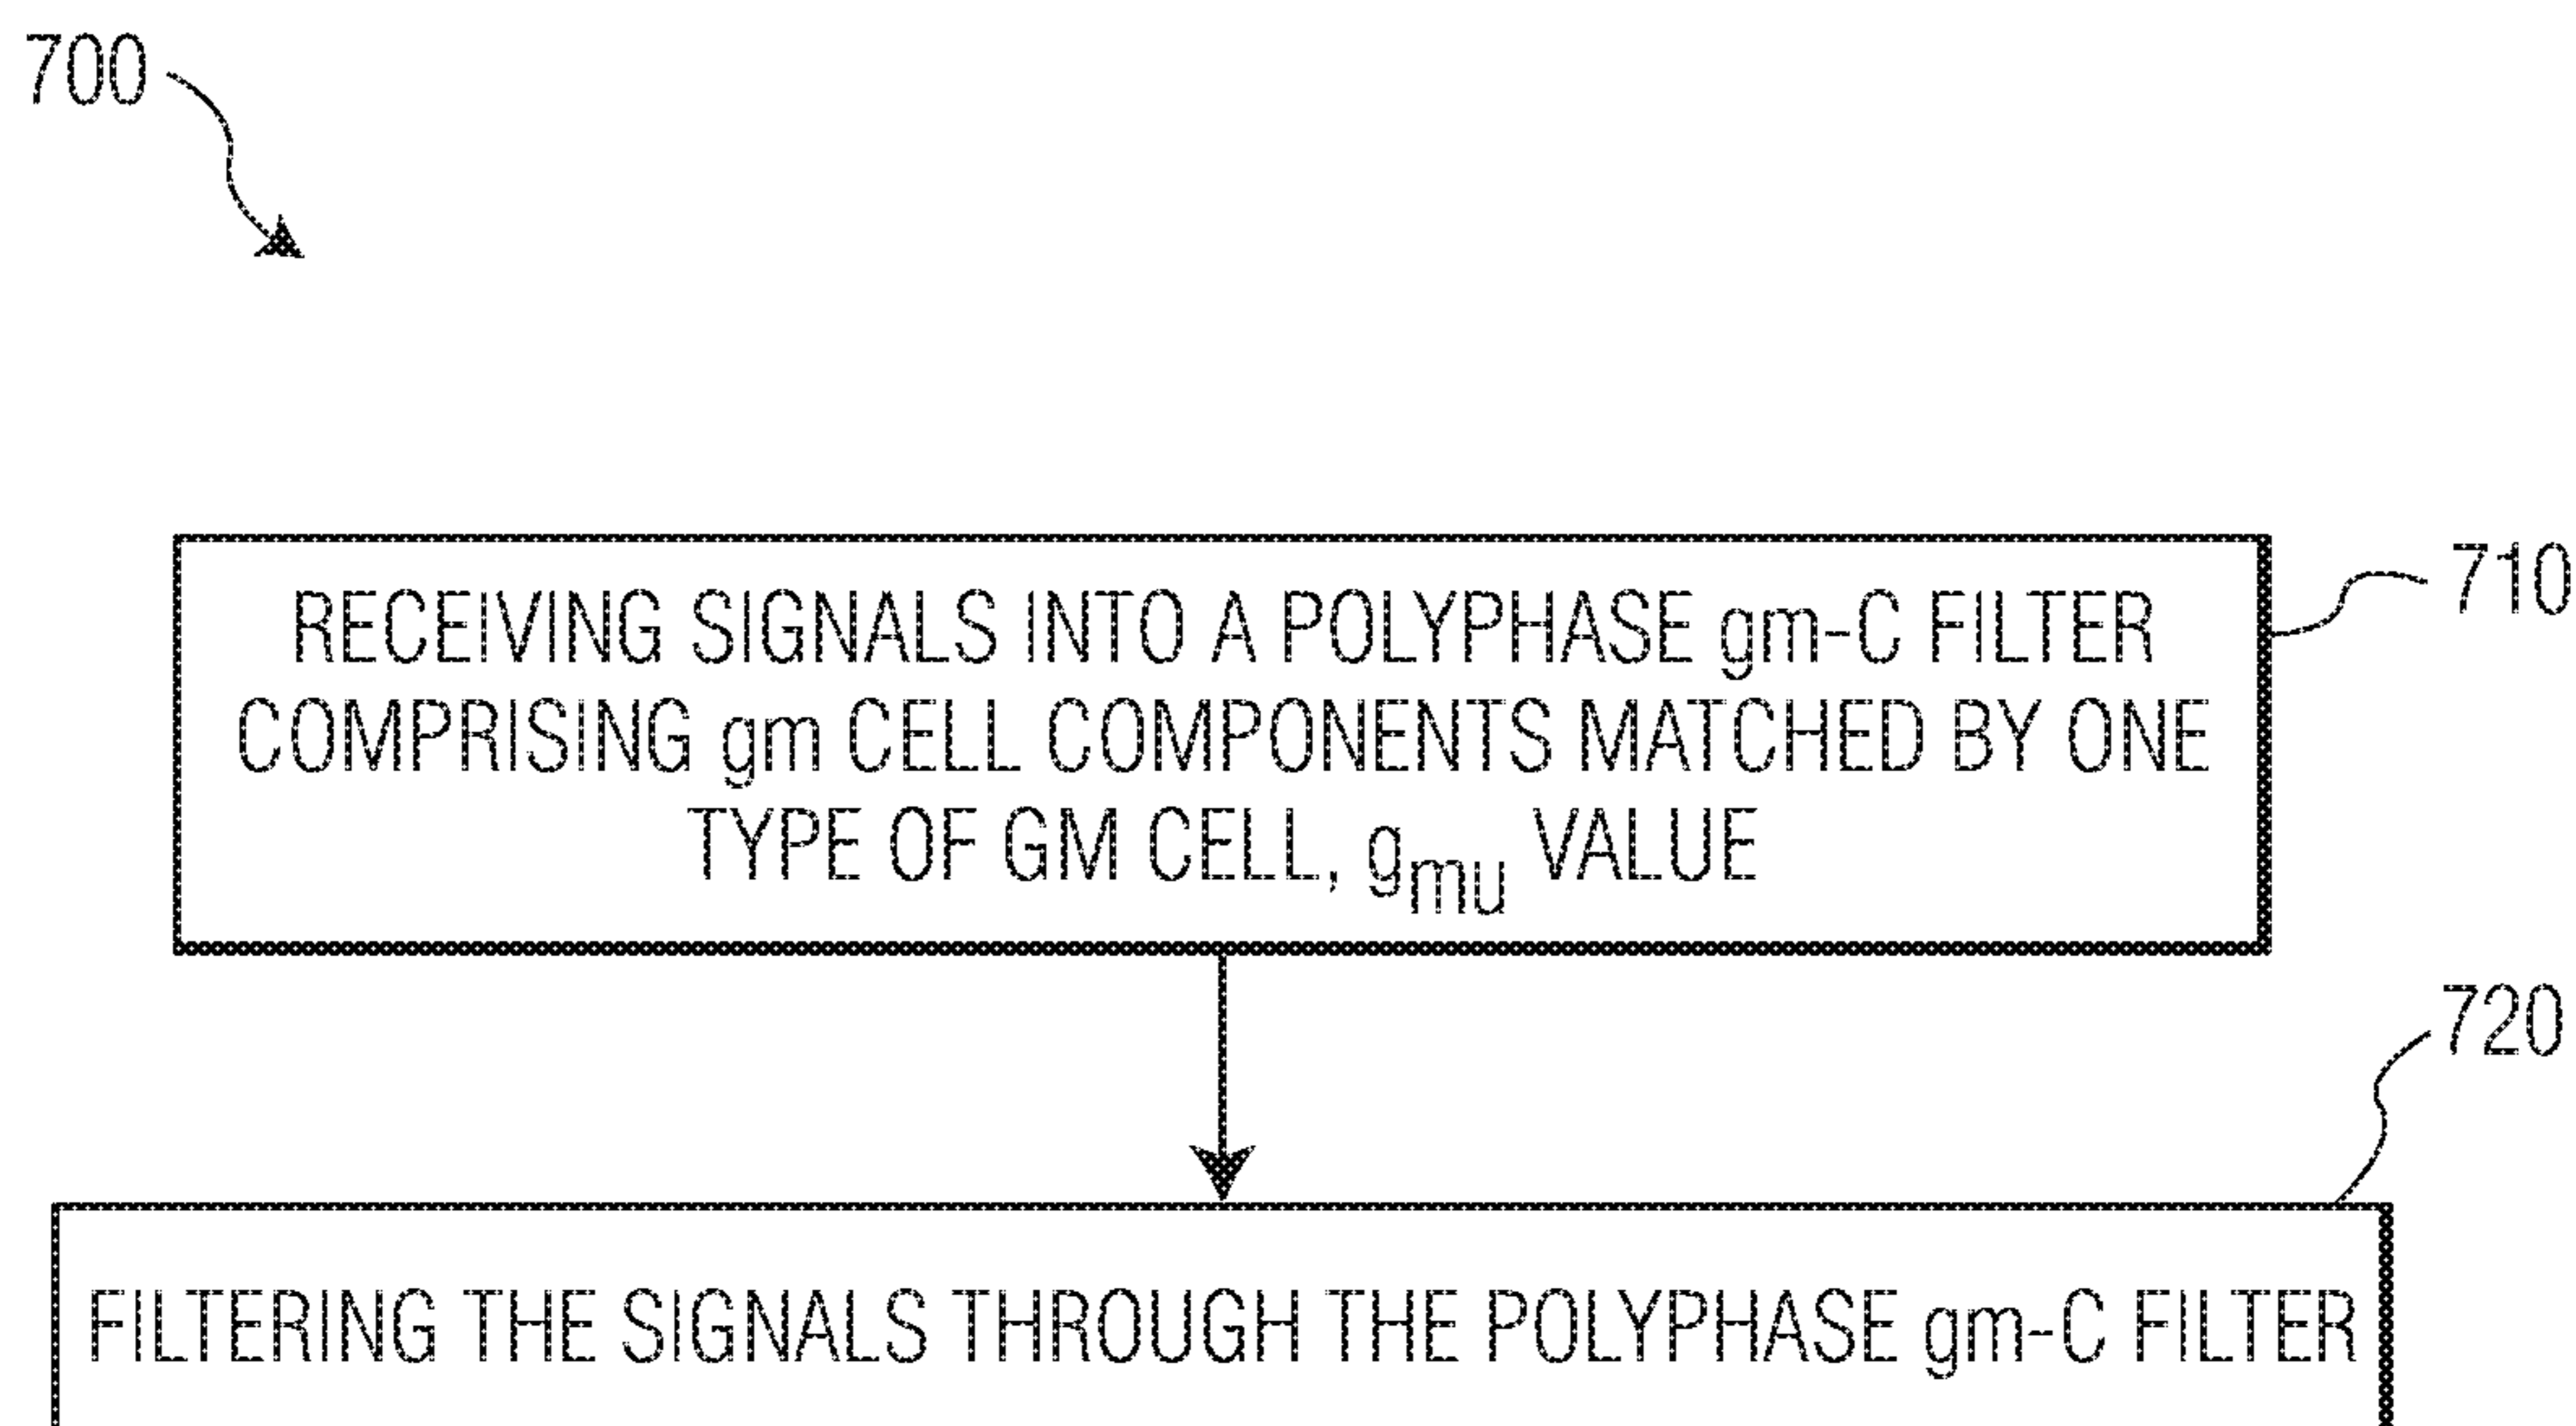 700
RECEIVING SIGNALS INTO A POLYPHASE gm-C FILTER
COMPRISING gm CELL COMPONENTS MATCHED BY ONE
TYPE OF GM CELL, gmu VALUE
710
720
FILTERING THE SIGNALS THROUGH THE POLYPHASE gm-C FILTER